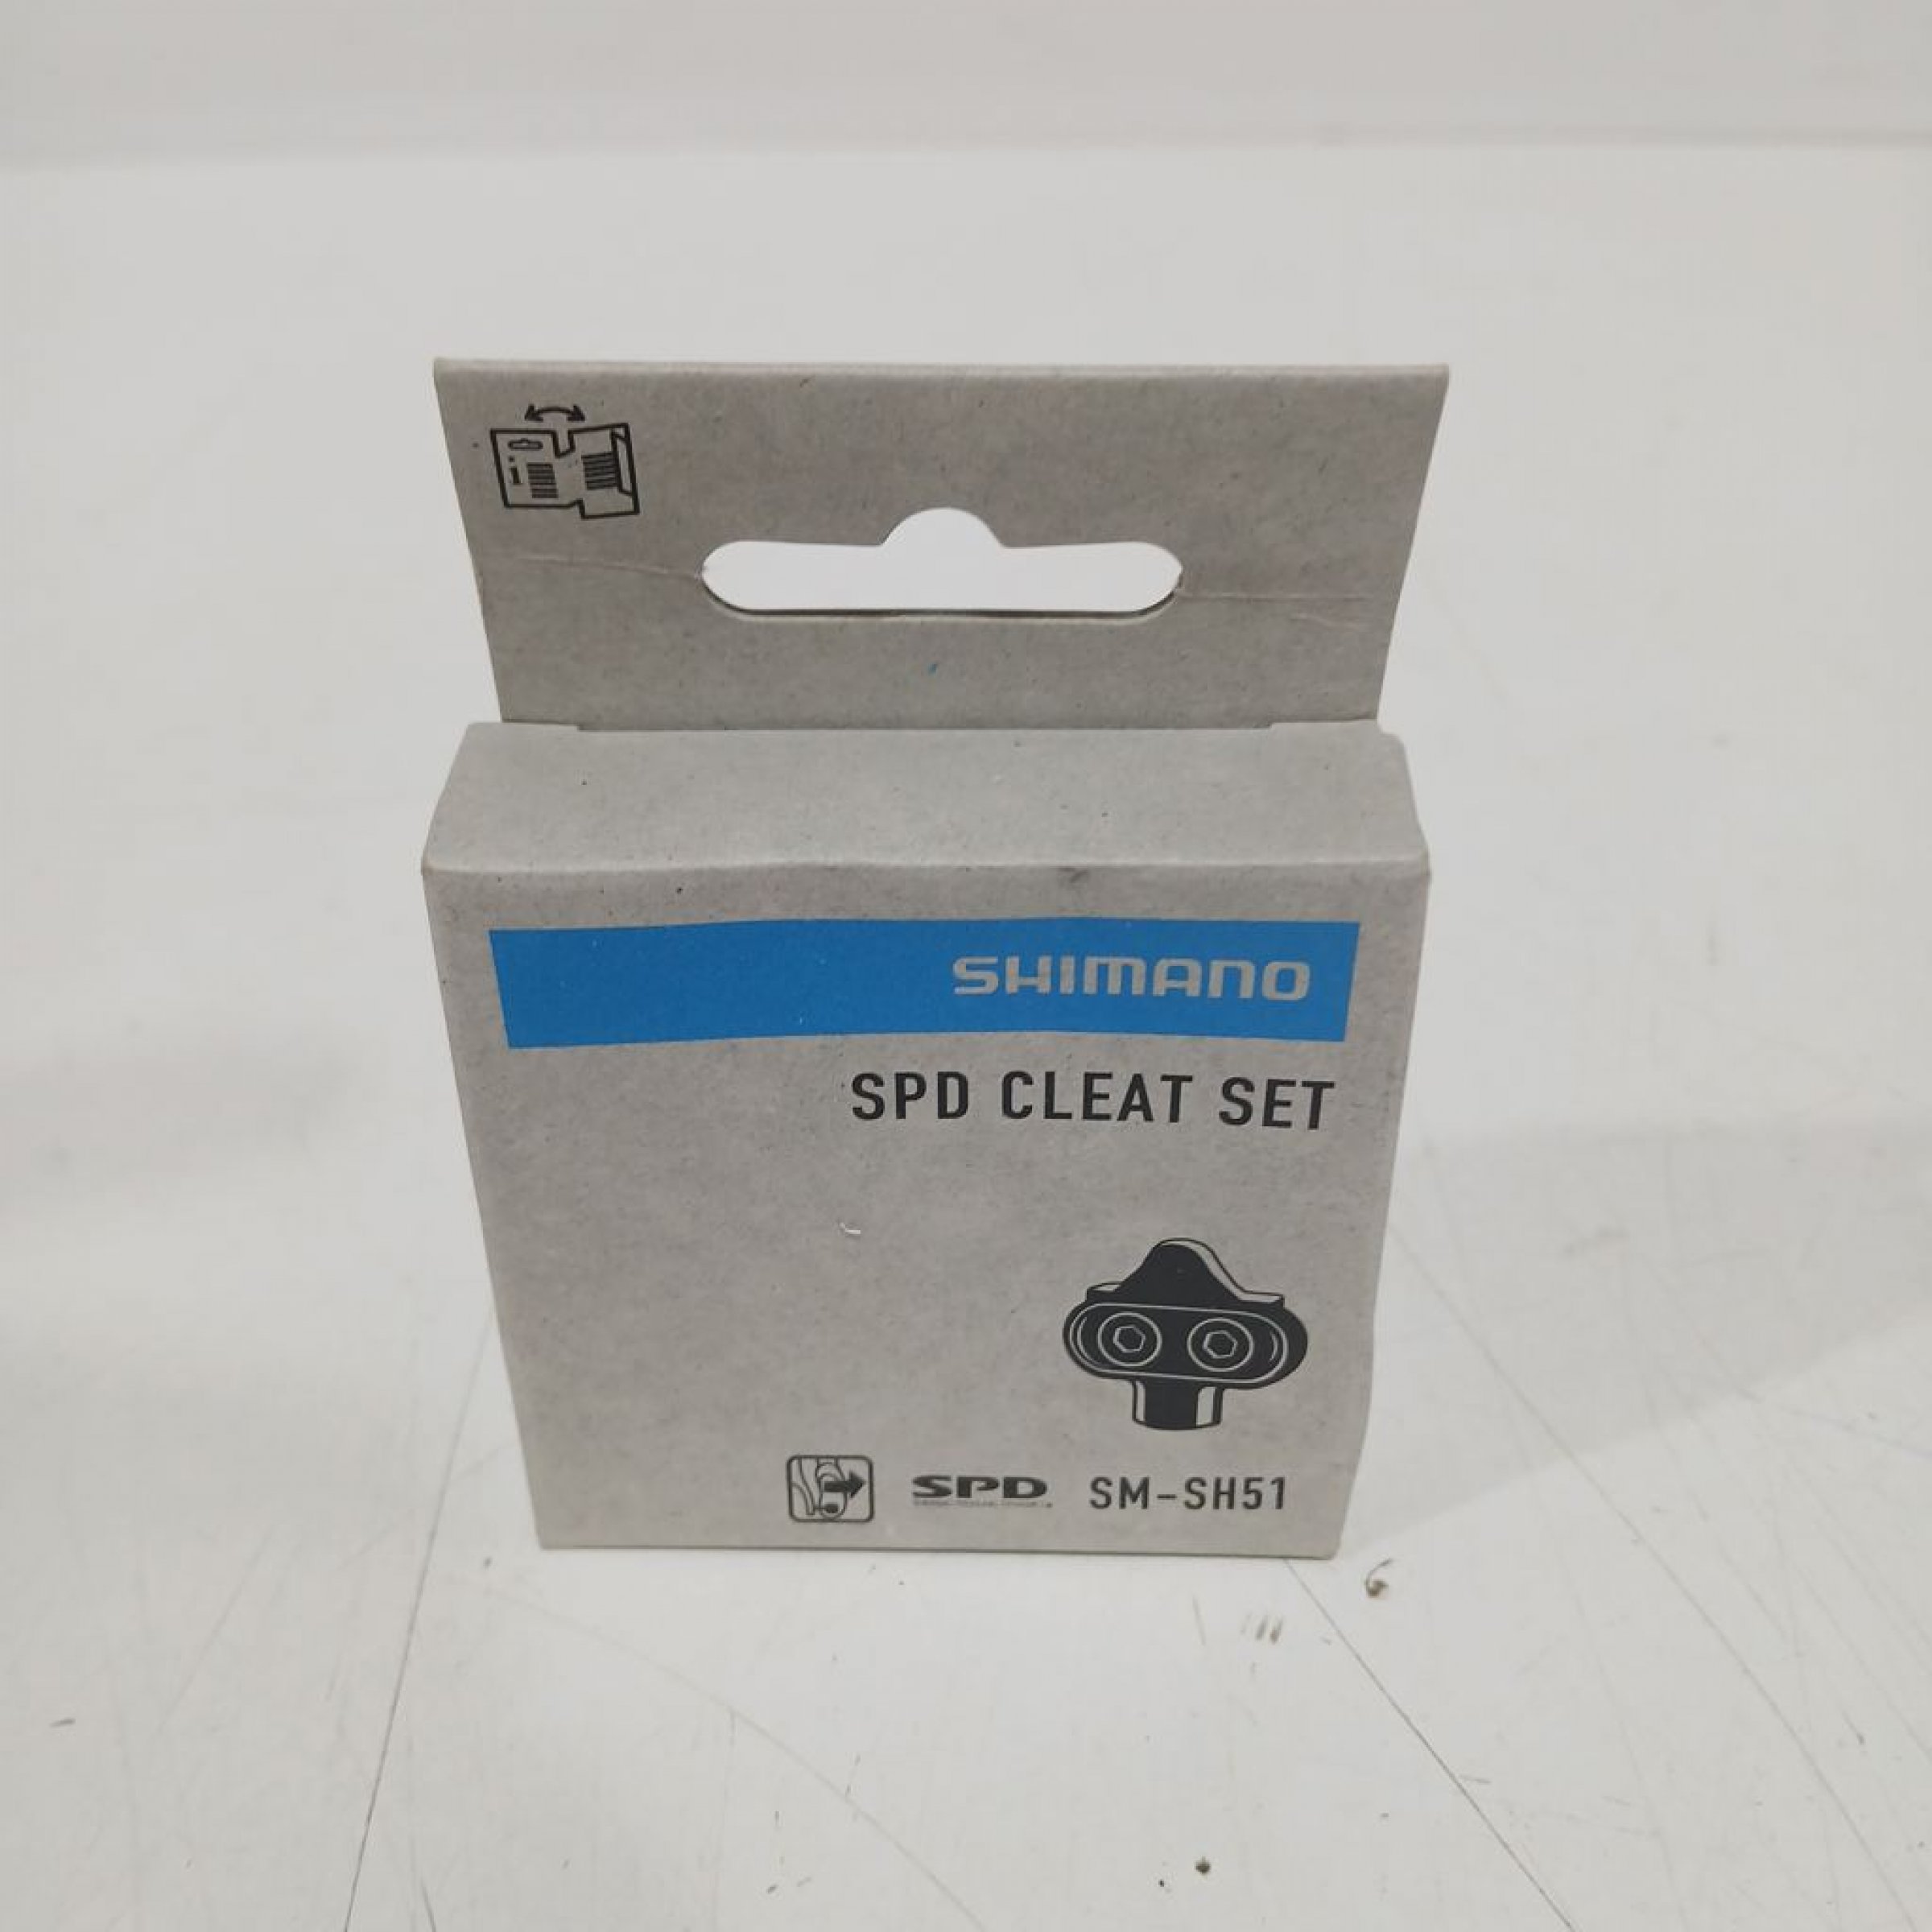 SHIMANO
SPD CLEAT SET
SPD SM-SH51